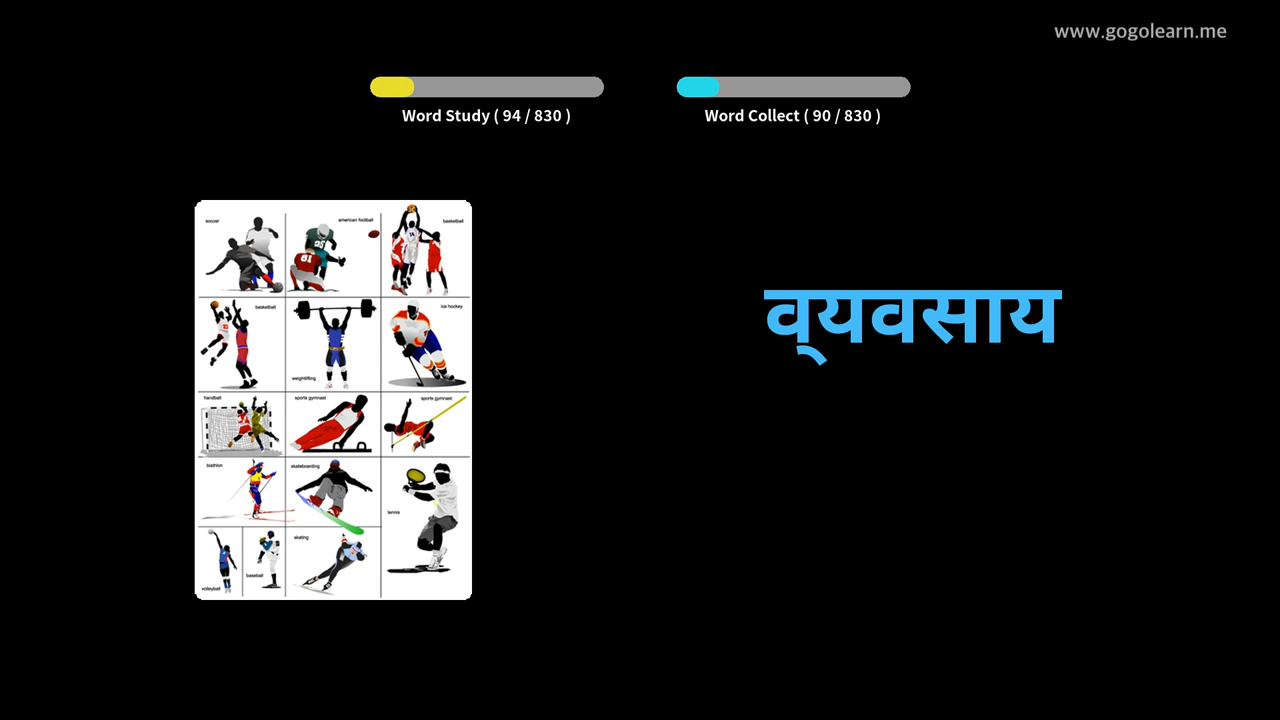 www.gogolearn.me
Word Study ( 94 / 830 )
Word Collect ( 90 / 830 )
soccer
american football
basketball
basketball
weightlifting
ice hockey
handball
sports gymnast
sports gymnast
biathlon
skateboarding
tennis
volleyball
baseball
skating
व्‌यवसाय